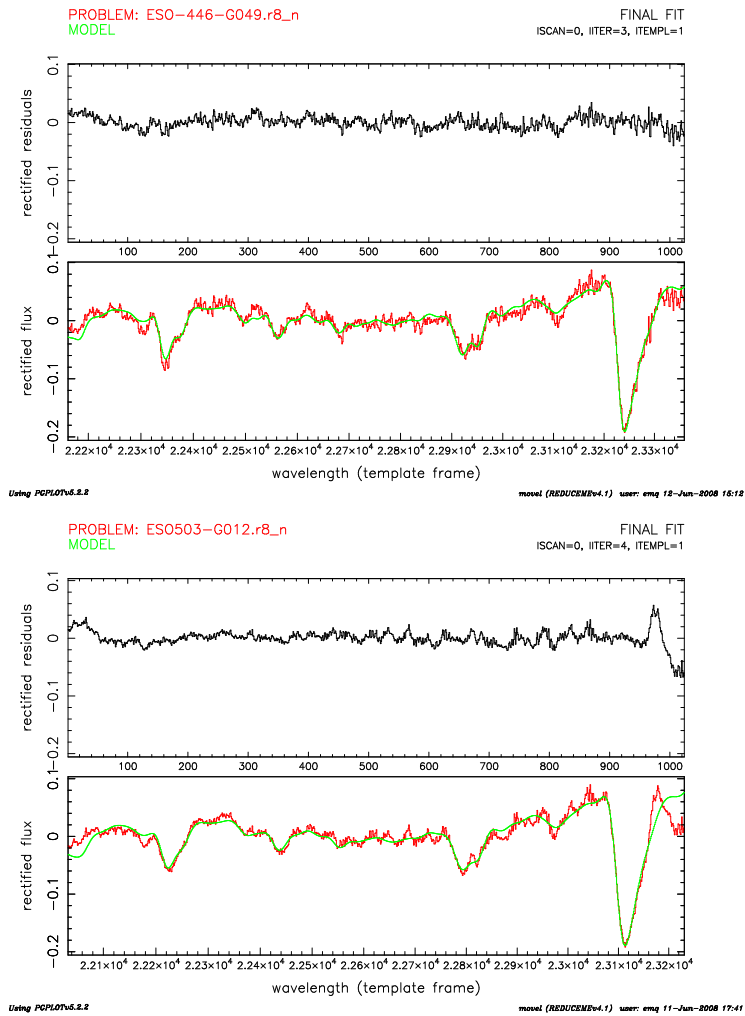 PROBLEM: ESO-446-G049.r8_n FINAL FIT
MODEL ISCAN=0, IITER=3, ITEMPL=1
0.1
0
-0.1
-0.2
rectified residuals
100 200 300 400 500 600 700 800 900 1000
0.1
0
-0.1
-0.2
rectified flux
2.22×10⁴ 2.23×10⁴ 2.24×10⁴ 2.25×10⁴ 2.26×10⁴ 2.27×10⁴ 2.28×10⁴ 2.29×10⁴ 2.30×10⁴ 2.31×10⁴ 2.32×10⁴ 2.33×10⁴
wavelength (template frame)
Using PGPLOTv5.2.2 movel (REDUCEMEv4.1) user: emq 12-Jun-2008 15:12
PROBLEM: ESO503-G012.r8_n FINAL FIT
MODEL ISCAN=0, IITER=4, ITEMPL=1
0.1
0
-0.1
-0.2
rectified residuals
100 200 300 400 500 600 700 800 900 1000
0.1
0
-0.1
-0.2
rectified flux
2.21×10⁴ 2.22×10⁴ 2.23×10⁴ 2.24×10⁴ 2.25×10⁴ 2.26×10⁴ 2.27×10⁴ 2.28×10⁴ 2.29×10⁴ 2.30×10⁴ 2.31×10⁴ 2.32×10⁴
wavelength (template frame)
Using PGPLOTv5.2.2 movel (REDUCEMEv4.1) user: emq 11-Jun-2008 17:41